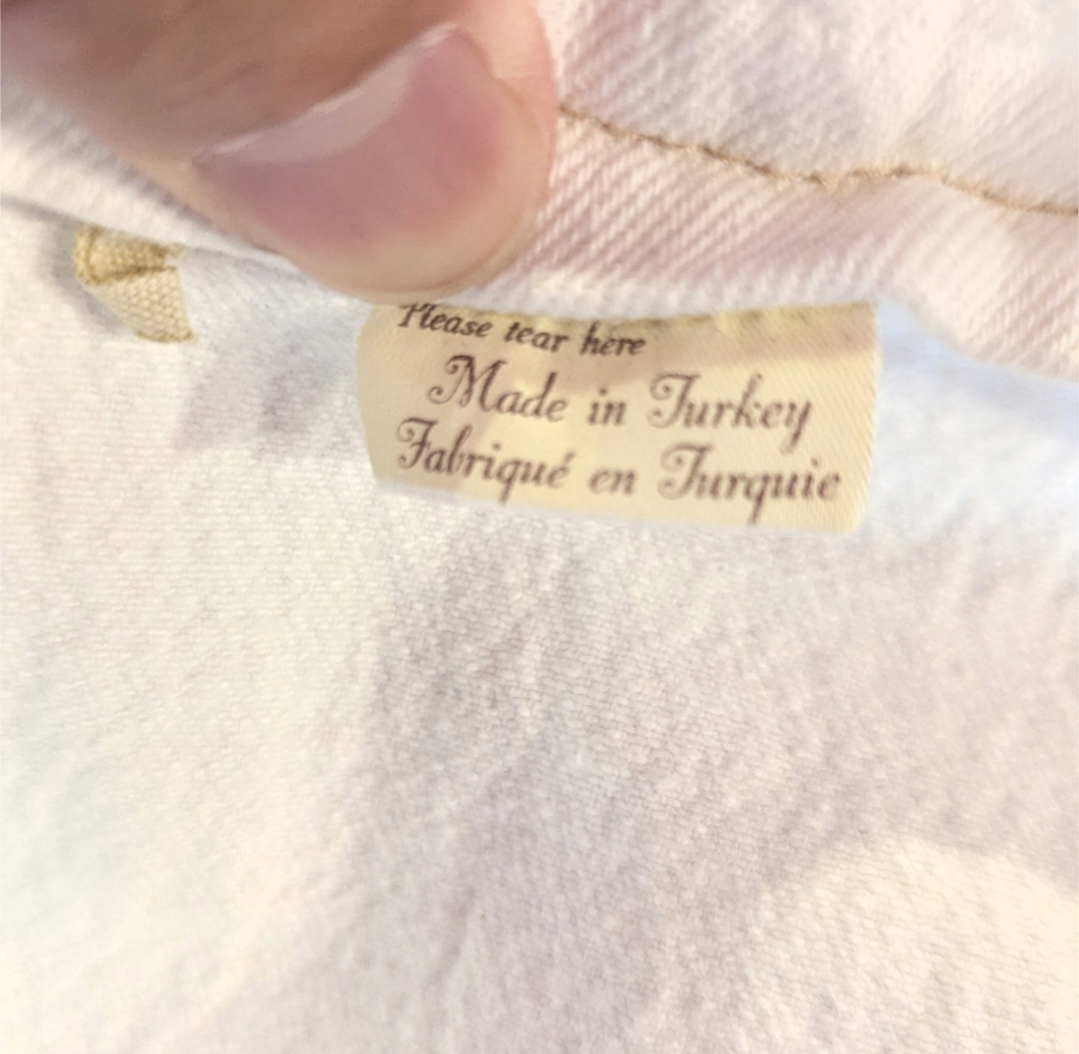 Please tear here
Made in Turkey
Fabriqué en Turquie